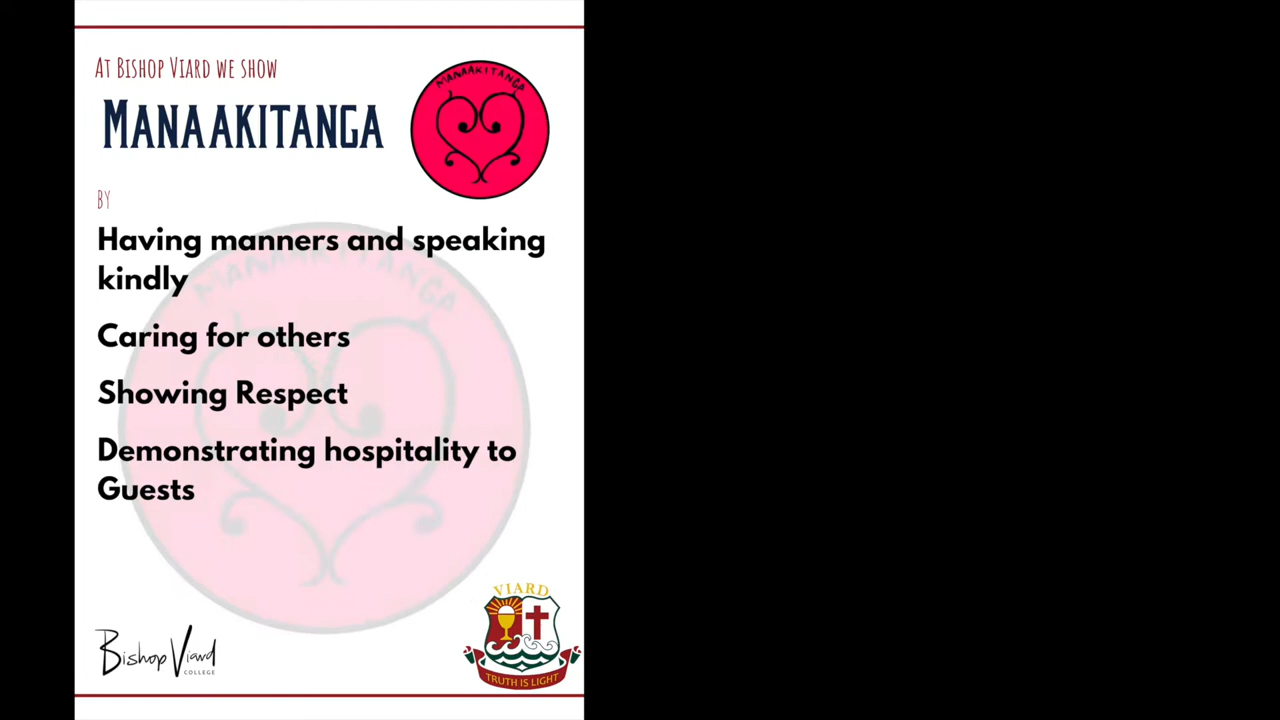 At Bishop Viard we show
MANAAKITANGA
MANAAKITANGA
BY
Having manners and speaking
kindly
MANAAKITANGA
Caring for others
Showing Respect
Demonstrating hospitality to
Guests
VIARD
Bishop Viard
COLLEGE
TRUTH IS LIGHT